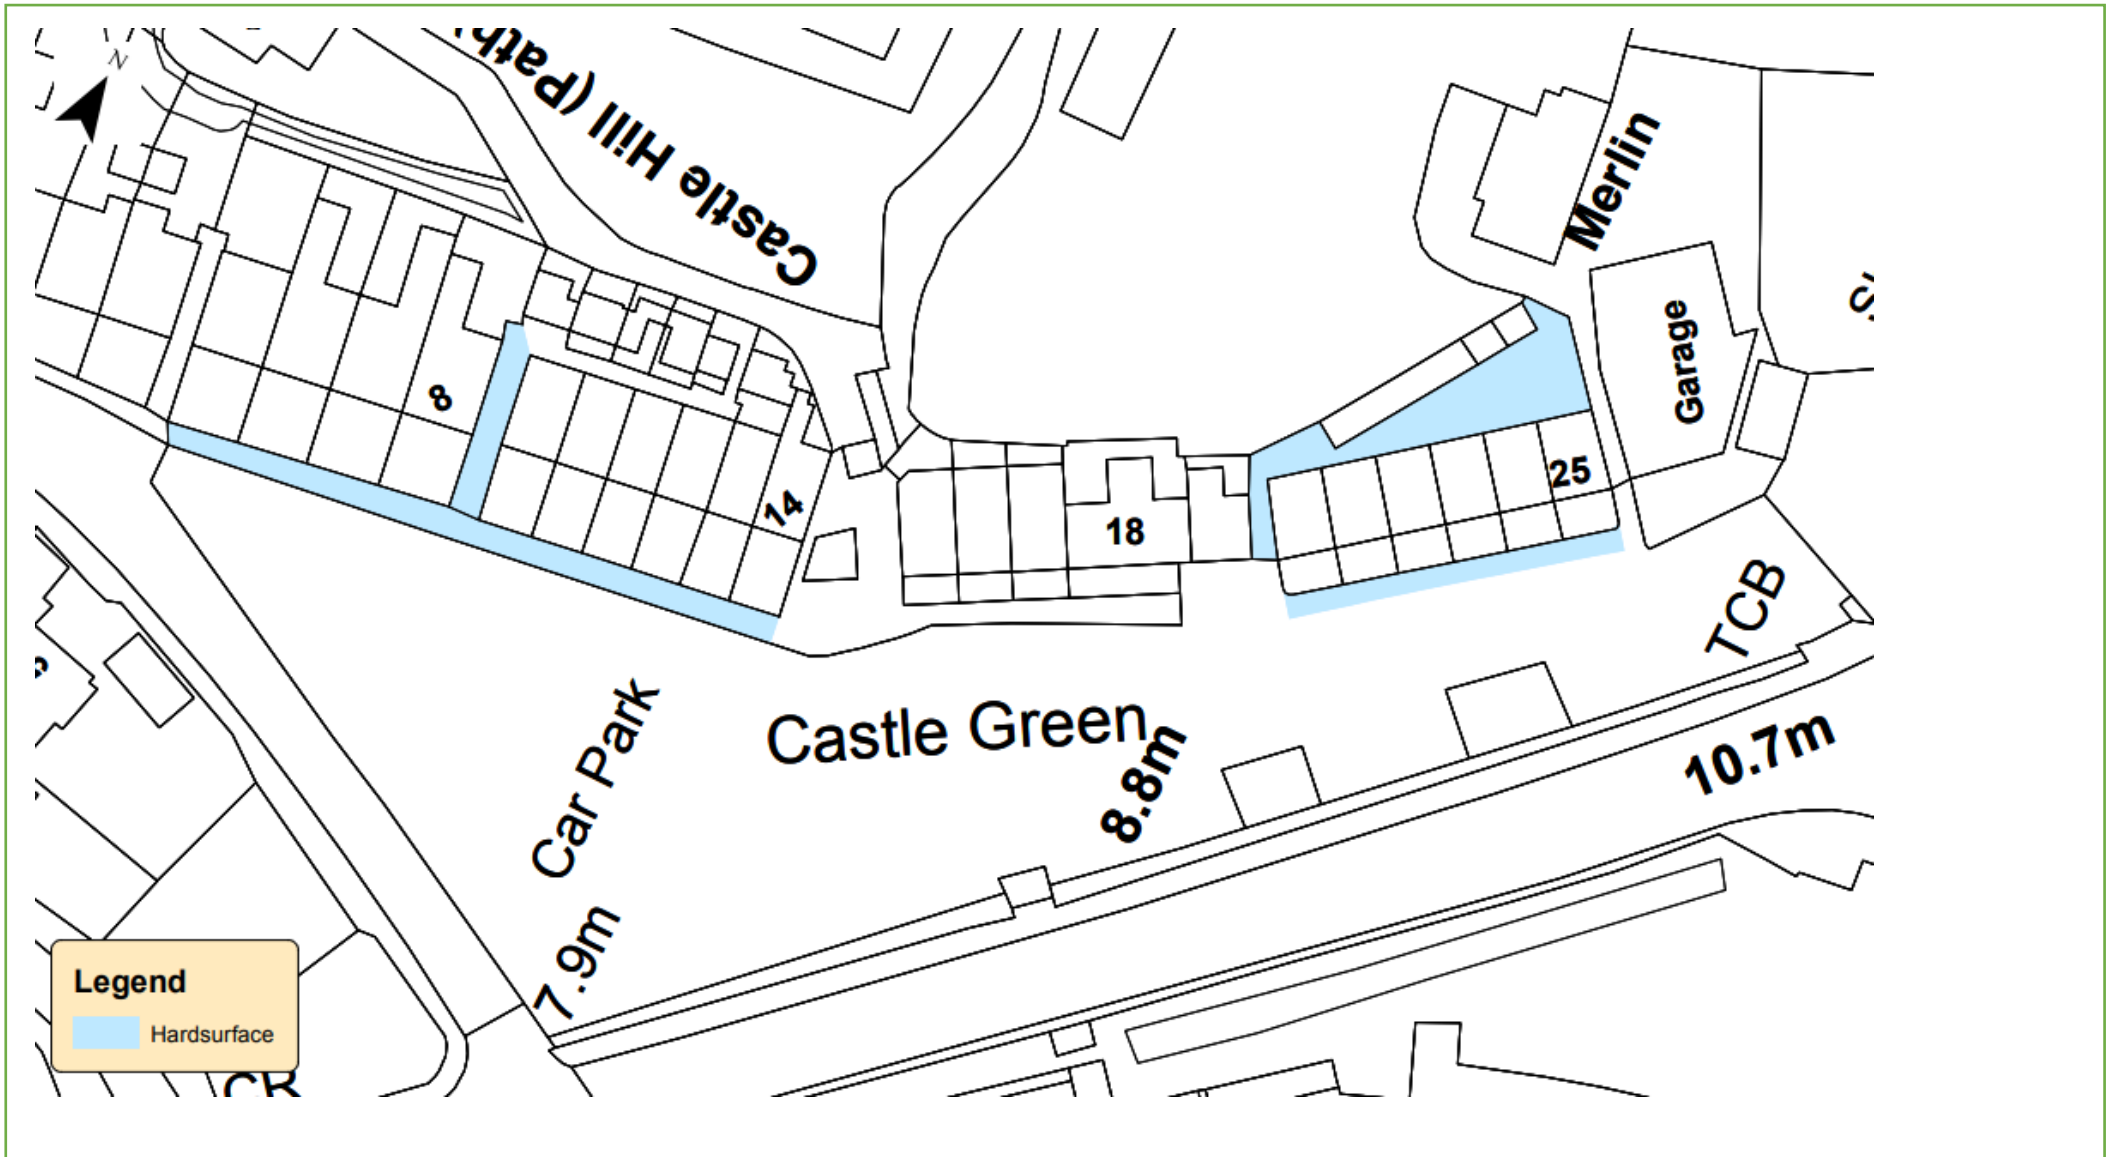 N
Castle Hill (Path)
Merlin
Garage
8
14
18
25
TCB
Castle Green
Car Park
8.8m
10.7m
7.9m
Legend
Hardsurface
CR